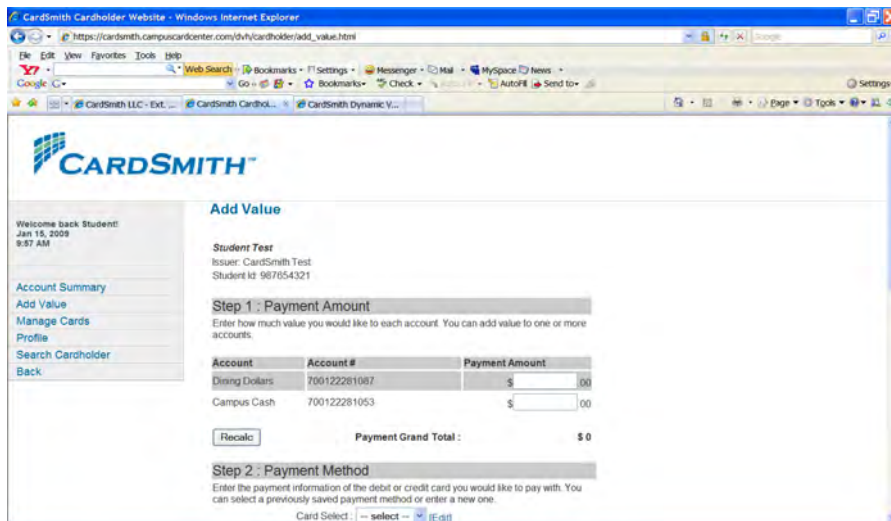 CardSmith Cardholder Website - Windows Internet Explorer
https://cardsmith.campuscardcenter.com/dvh/cardholder/add_value.html
File Edit View Favorites Tools Help
Web Search Bookmarks Settings Messenger Mail MySpace News
Google G Go Bookmarks Check AutoFill Send to Settings
CardSmith LLC - Ext. ... CardSmith Cardhol... CardSmith Dynamic V... Page Tools
CARDSMITH
Welcome back Student!
Jan 15, 2009
9:57 AM
Account Summary
Add Value
Manage Cards
Profile
Search Cardholder
Back
Add Value
Student Test
Issuer: CardSmith Test
Student Id: 987654321
Step 1 : Payment Amount
Enter how much value you would like to each account. You can add value to one or more
accounts.
Account Account # Payment Amount
Dining Dollars 700122281087 $ .00
Campus Cash 700122281053 $ .00
Recalc Payment Grand Total : $ 0
Step 2 : Payment Method
Enter the payment information of the debit or credit card you would like to pay with. You
can select a previously saved payment method or enter a new one.
Card Select : -- select -- [Edit]